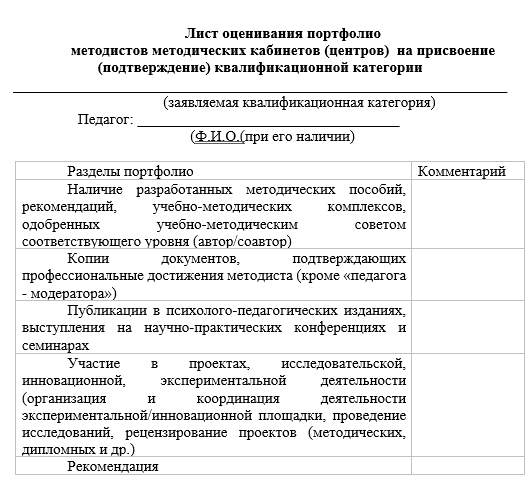 Лист оценивания портфолио
методистов методических кабинетов (центров) на присвоение
(подтверждение) квалификационной категории
(заявляемая квалификационная категория)
Педагог: ___________________________________
(Ф.И.О.(при его наличии)
Разделы портфолио Комментарий
Наличие разработанных методических пособий,
рекомендаций, учебно-методических комплексов,
одобренных учебно-методическим советом
соответствующего уровня (автор/соавтор)
Копии документов, подтверждающих
профессиональные достижения методиста (кроме «педагога
- модератора»)
Публикации в психолого-педагогических изданиях,
выступления на научно-практических конференциях и
семинарах
Участие в проектах, исследовательской,
инновационной, экспериментальной деятельности
(организация и координация деятельности
экспериментальной/инновационной площадки, проведение
исследований, рецензирование проектов (методических,
дипломных и др.)
Рекомендация